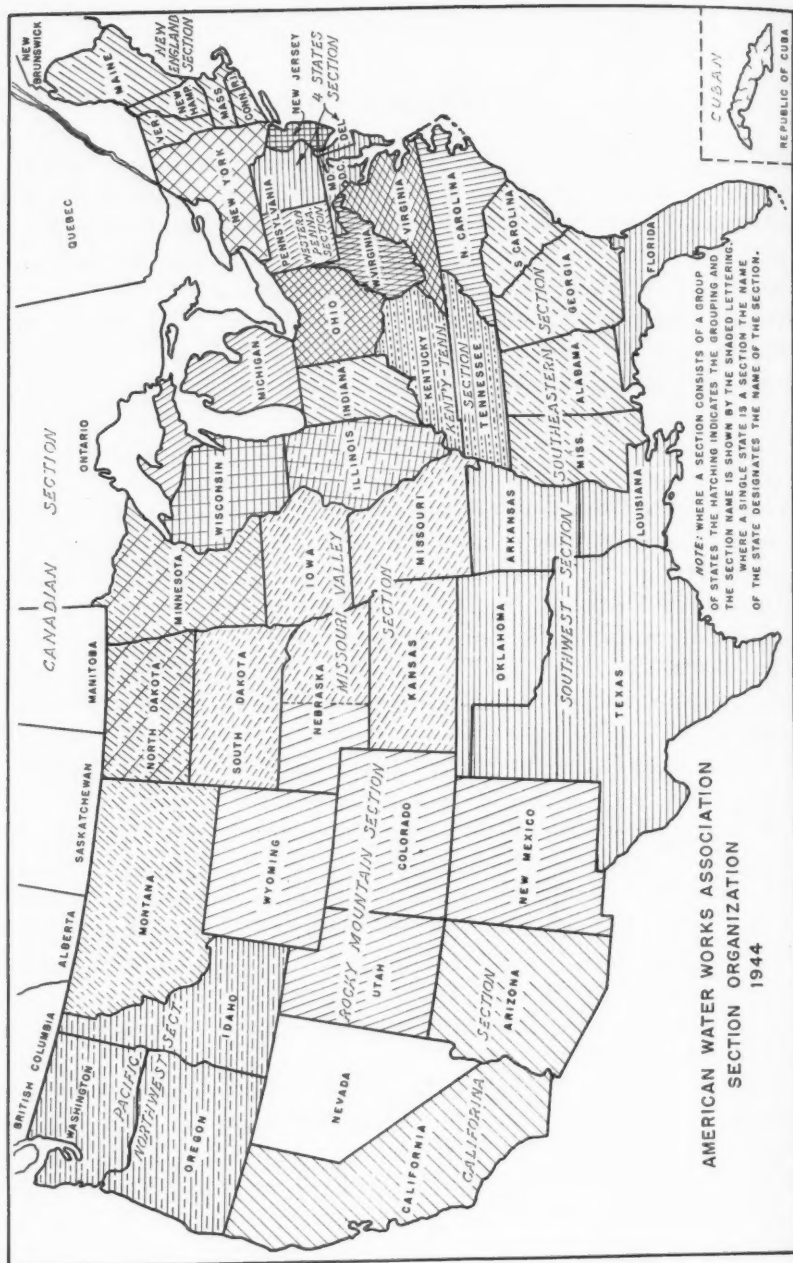 CANADIAN SECTION
BRITISH COLUMBIA
ALBERTA
SASKATCHEWAN
MANITOBA
ONTARIO
QUEBEC
NEW
BRUNSWICK
MAINE
NEW
ENGLAND
SECTION
VER.
NEW
HAMP.
MASS.
CONN.
R.I.
NEW YORK
NEW JERSEY
4 STATES
SECTION
PENNSYLVANIA
WESTERN
PENNA.
SECTION
DEL.
MD.
D.C.
VIRGINIA
W.VIRGINIA
OHIO
MICHIGAN
INDIANA
ILLINOIS
WISCONSIN
MINNESOTA
IOWA
MISSOURI
MISSOURI VALLEY
SECTION
NORTH DAKOTA
SOUTH
DAKOTA
NEBRASKA
KANSAS
MONTANA
WYOMING
COLORADO
UTAH
NEW MEXICO
ROCKY MOUNTAIN SECTION
IDAHO
WASHINGTON
OREGON
PACIFIC
NORTHWEST SECT.
NEVADA
CALIFORNIA
ARIZONA
CALIFORINA
SECTION
OKLAHOMA
TEXAS
ARKANSAS
LOUISIANA
SOUTHWEST SECTION
KENTUCKY
KENTY-TENN.
SECTION
TENNESSEE
N. CAROLINA
S. CAROLINA
GEORGIA
ALABAMA
MISS.
SOUTHEASTERN SECTION
FLORIDA
CUBAN
REPUBLIC OF CUBA
NOTE: WHERE A SECTION CONSISTS OF A GROUP
OF STATES THE HATCHING INDICATES THE GROUPING AND
THE SECTION NAME IS SHOWN BY THE SHADED LETTERING.
WHERE A SINGLE STATE IS A SECTION THE NAME
OF THE STATE DESIGNATES THE NAME OF THE SECTION.
AMERICAN WATER WORKS ASSOCIATION
SECTION ORGANIZATION
1944